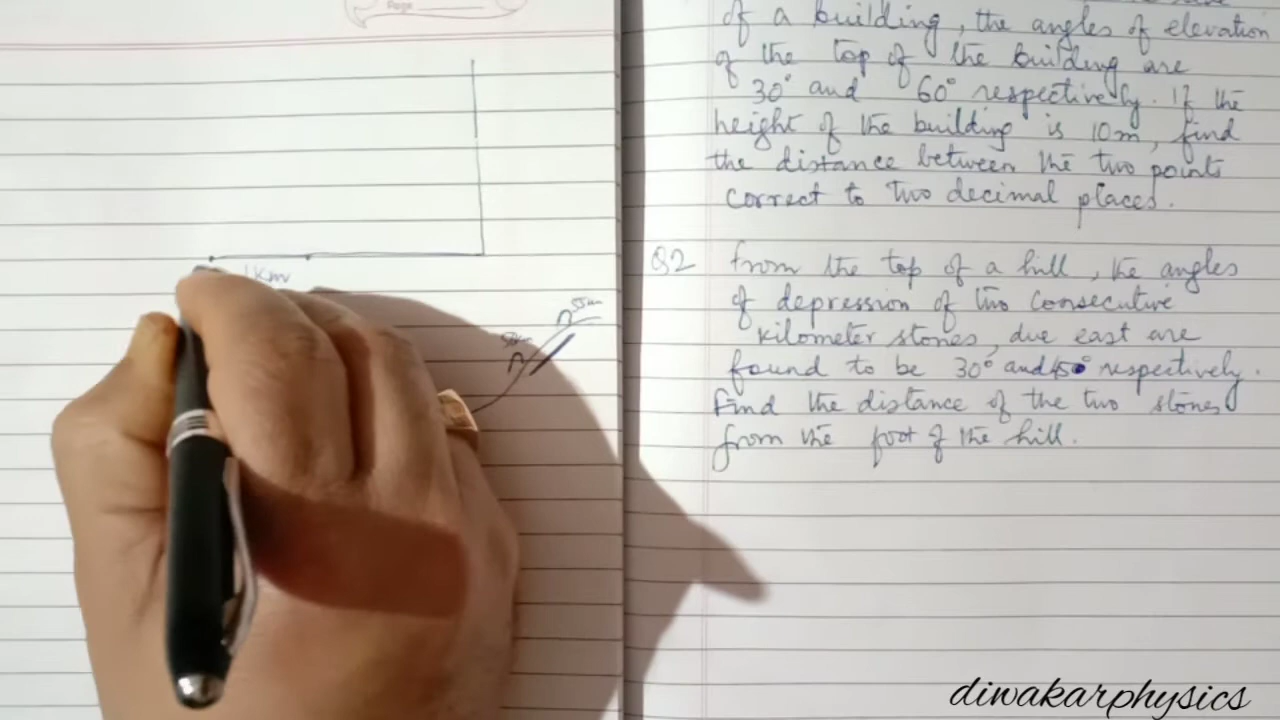 Page
of a building, the angles of elevation
of the top of the building are
30° and 60° respectively. If the
height of the building is 10m, find
the distance between the two points
correct to two decimal places.
Q2 from the top of a hill, the angles
of depression of two consecutive
kilometer stones, due east are
found to be 30° and 45° respectively.
Find the distance of the two stones
from the foot of the hill.
1 Km
55km
diwakarphysics